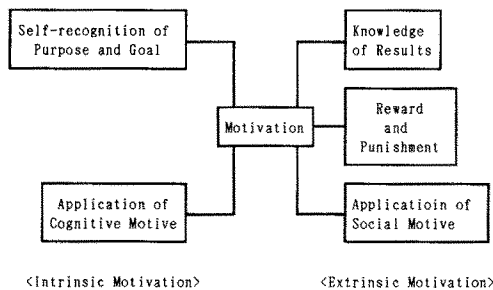 Self-recognition of
Purpose and Goal
Knowledge
of Results
Motivation
Reward
and
Punishment
Application of
Cognitive Motive
Applicatioin of
Social Motive
<Intrinsic Motivation>
<Extrinsic Motivation>